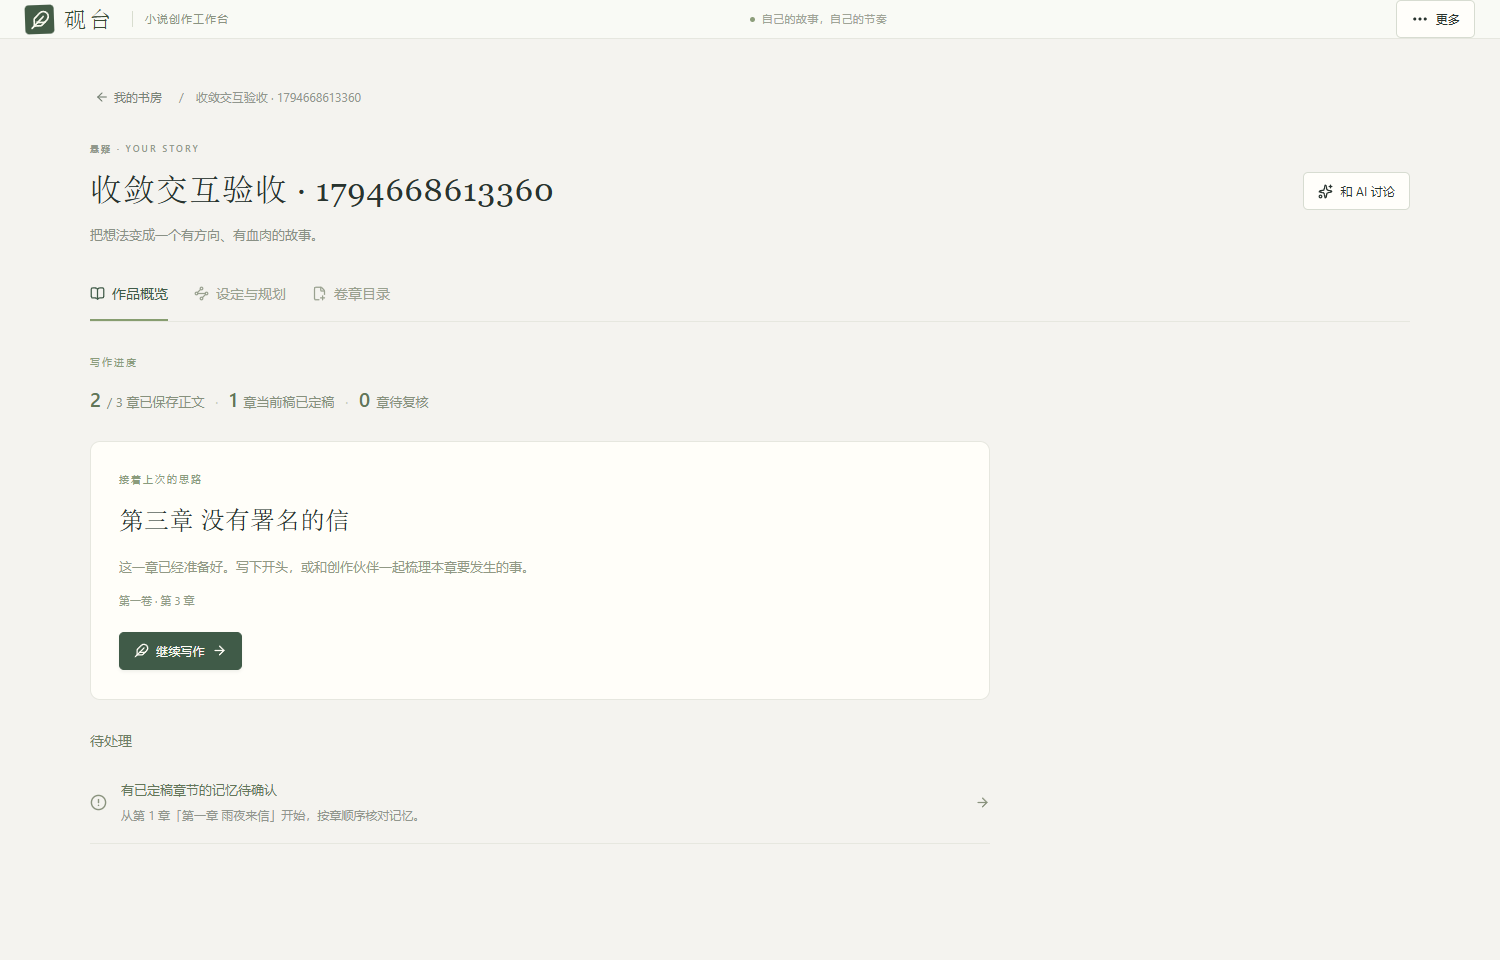 砚台 小说创作工作台 自己的故事，自己的节奏 更多
我的书房 / 收敛交互验收 · 1794668613360
悬疑 · YOUR STORY
收敛交互验收 · 1794668613360
和 AI 讨论
把想法变成一个有方向、有血肉的故事。
作品概览 设定与规划 卷章目录
写作进度
2 / 3 章已保存正文 · 1 章当前稿已定稿 · 0 章待复核
接着上次的思路
第三章 没有署名的信
这一章已经准备好。写下开头，或和创作伙伴一起梳理本章要发生的事。
第一卷 · 第 3 章
继续写作
待处理
有已定稿章节的记忆待确认
从第 1 章「第一章 雨夜来信」开始，按章顺序核对记忆。